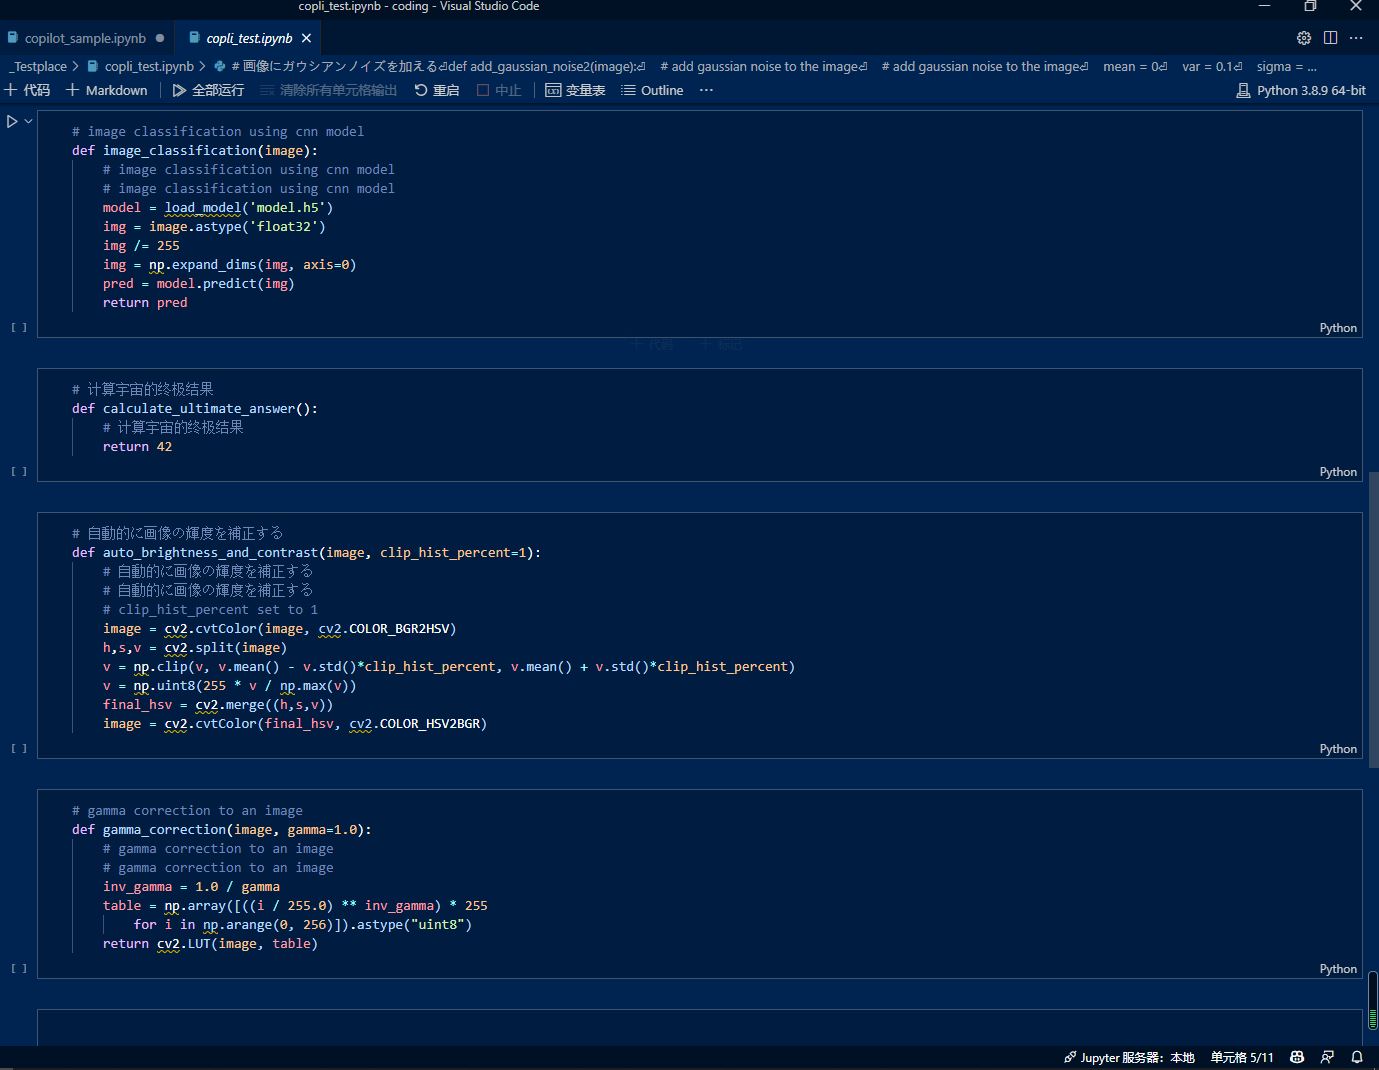 copli_test.ipynb - coding - Visual Studio Code
copilot_sample.ipynb ● copli_test.ipynb ×
_Testplace > copli_test.ipynb > # 画像にガウシアンノイズを加える⏎def add_gaussian_noise2(image):⏎ # add gaussian noise to the image⏎ # add gaussian noise to the image⏎ mean = 0⏎ var = 0.1⏎ sigma = ...
+ 代码 + Markdown 全部运行 清除所有单元格输出 重启 中止 变量表 Outline ··· Python 3.8.9 64-bit
# image classification using cnn model
def image_classification(image):
    # image classification using cnn model
    # image classification using cnn model
    model = load_model('model.h5')
    img = image.astype('float32')
    img /= 255
    img = np.expand_dims(img, axis=0)
    pred = model.predict(img)
    return pred
[ ] Python
+ 代码 + 标记
# 计算宇宙的终极结果
def calculate_ultimate_answer():
    # 计算宇宙的终极结果
    return 42
[ ] Python
# 自動的に画像の輝度を補正する
def auto_brightness_and_contrast(image, clip_hist_percent=1):
    # 自動的に画像の輝度を補正する
    # 自動的に画像の輝度を補正する
    # clip_hist_percent set to 1
    image = cv2.cvtColor(image, cv2.COLOR_BGR2HSV)
    h,s,v = cv2.split(image)
    v = np.clip(v, v.mean() - v.std()*clip_hist_percent, v.mean() + v.std()*clip_hist_percent)
    v = np.uint8(255 * v / np.max(v))
    final_hsv = cv2.merge((h,s,v))
    image = cv2.cvtColor(final_hsv, cv2.COLOR_HSV2BGR)
[ ] Python
# gamma correction to an image
def gamma_correction(image, gamma=1.0):
    # gamma correction to an image
    # gamma correction to an image
    inv_gamma = 1.0 / gamma
    table = np.array([((i / 255.0) ** inv_gamma) * 255
        for i in np.arange(0, 256)]).astype("uint8")
    return cv2.LUT(image, table)
[ ] Python
Jupyter 服务器: 本地 单元格 5/11